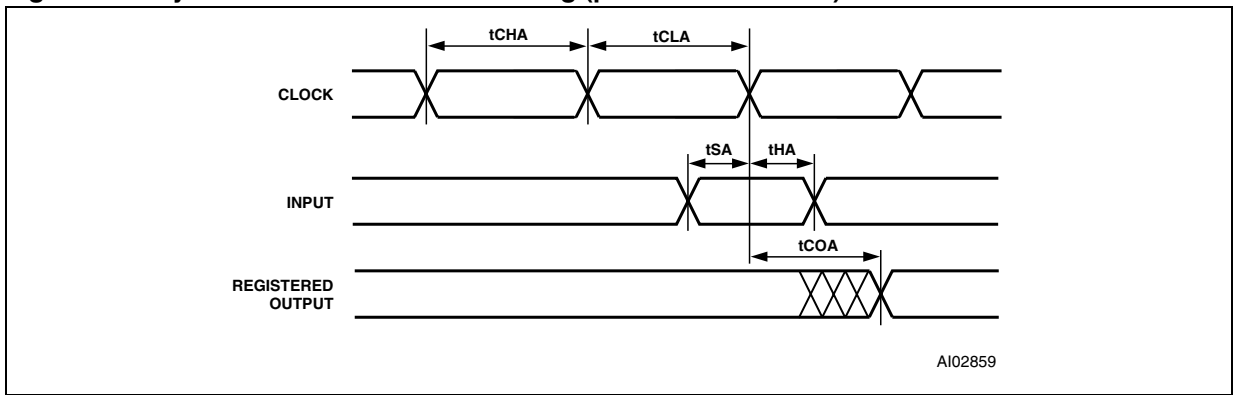 tCHA tCLA
CLOCK
tSA tHA
INPUT
tCOA
REGISTERED
OUTPUT
AI02859